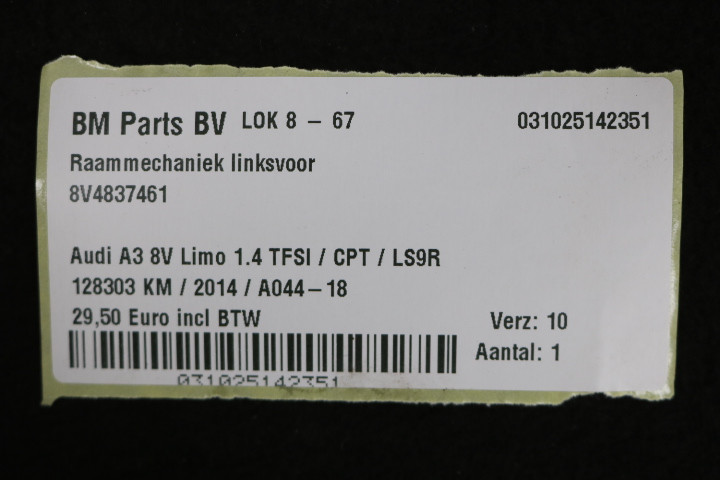 BM Parts BV LOK 8 - 67 031025142351
Raammechaniek linksvoor
8V4837461
Audi A3 8V Limo 1.4 TFSI / CPT / LS9R
128303 KM / 2014 / A044-18
29,50 Euro incl BTW Verz: 10
Aantal: 1
031025142351